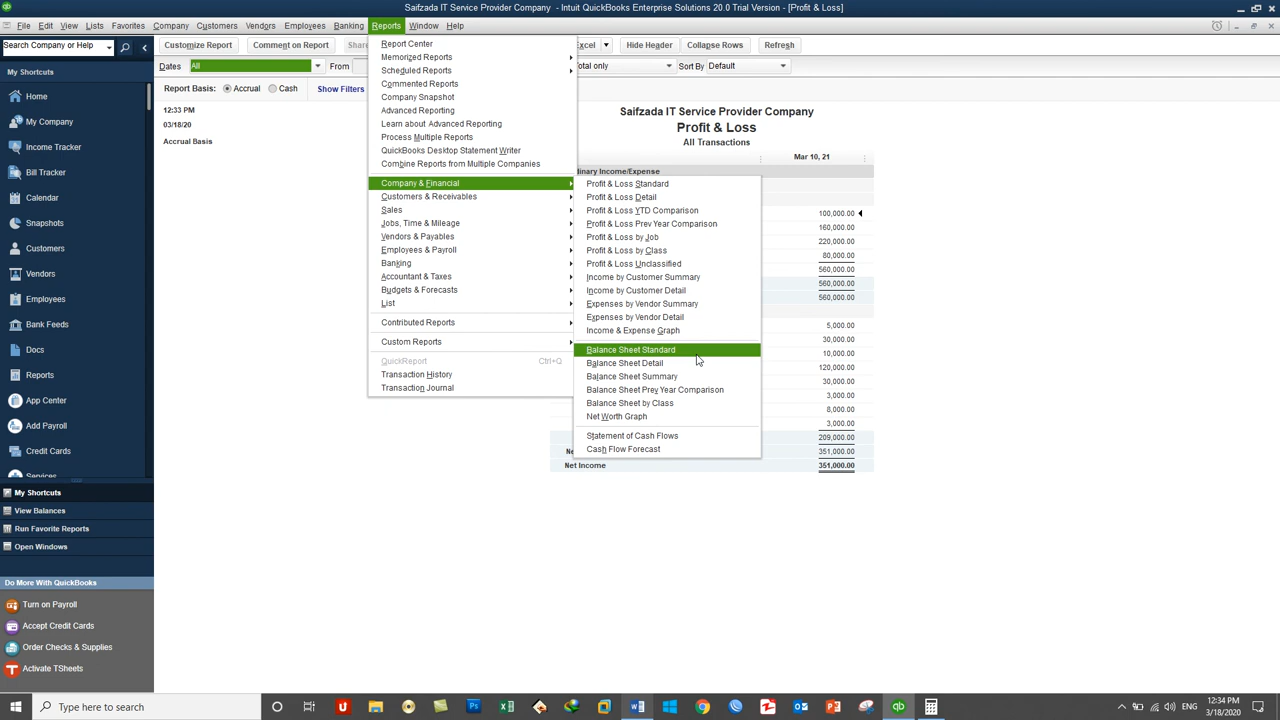 Saifzada IT Service Provider Company - Intuit QuickBooks Enterprise Solutions 20.0 Trial Version - [Profit & Loss]
File Edit View Lists Favorites Company Customers Vendors Employees Banking Reports Window Help
Search Company or Help
Customize Report Comment on Report Excel Hide Header Collapse Rows Refresh
Dates All From Total only Sort By Default
Report Basis: Accrual Cash Show Filters
12:33 PM
03/18/20
Accrual Basis
My Shortcuts
Home
My Company
Income Tracker
Bill Tracker
Calendar
Snapshots
Customers
Vendors
Employees
Bank Feeds
Docs
Reports
App Center
Add Payroll
Credit Cards
Services
My Shortcuts
View Balances
Run Favorite Reports
Open Windows
Do More With QuickBooks
Turn on Payroll
Accept Credit Cards
Order Checks & Supplies
Activate TSheets
Report Center
Memorized Reports
Scheduled Reports
Commented Reports
Company Snapshot
Advanced Reporting
Learn about Advanced Reporting
Process Multiple Reports
QuickBooks Desktop Statement Writer
Combine Reports from Multiple Companies
Company & Financial
Customers & Receivables
Sales
Jobs, Time & Mileage
Vendors & Payables
Employees & Payroll
Banking
Accountant & Taxes
Budgets & Forecasts
List
Contributed Reports
Custom Reports
QuickReport Ctrl+Q
Transaction History
Transaction Journal
Profit & Loss Standard
Profit & Loss Detail
Profit & Loss YTD Comparison
Profit & Loss Prev Year Comparison
Profit & Loss by Job
Profit & Loss by Class
Profit & Loss Unclassified
Income by Customer Summary
Income by Customer Detail
Expenses by Vendor Summary
Expenses by Vendor Detail
Income & Expense Graph
Balance Sheet Standard
Balance Sheet Detail
Balance Sheet Summary
Balance Sheet Prev Year Comparison
Balance Sheet by Class
Net Worth Graph
Statement of Cash Flows
Cash Flow Forecast
Saifzada IT Service Provider Company
Profit & Loss
All Transactions
Mar 10, 21
dinary Income/Expense
100,000.00
160,000.00
220,000.00
80,000.00
560,000.00
560,000.00
5,000.00
30,000.00
10,000.00
120,000.00
30,000.00
3,000.00
8,000.00
3,000.00
209,000.00
Ne 351,000.00
Net Income 351,000.00
Type here to search
12:34 PM
3/18/2020